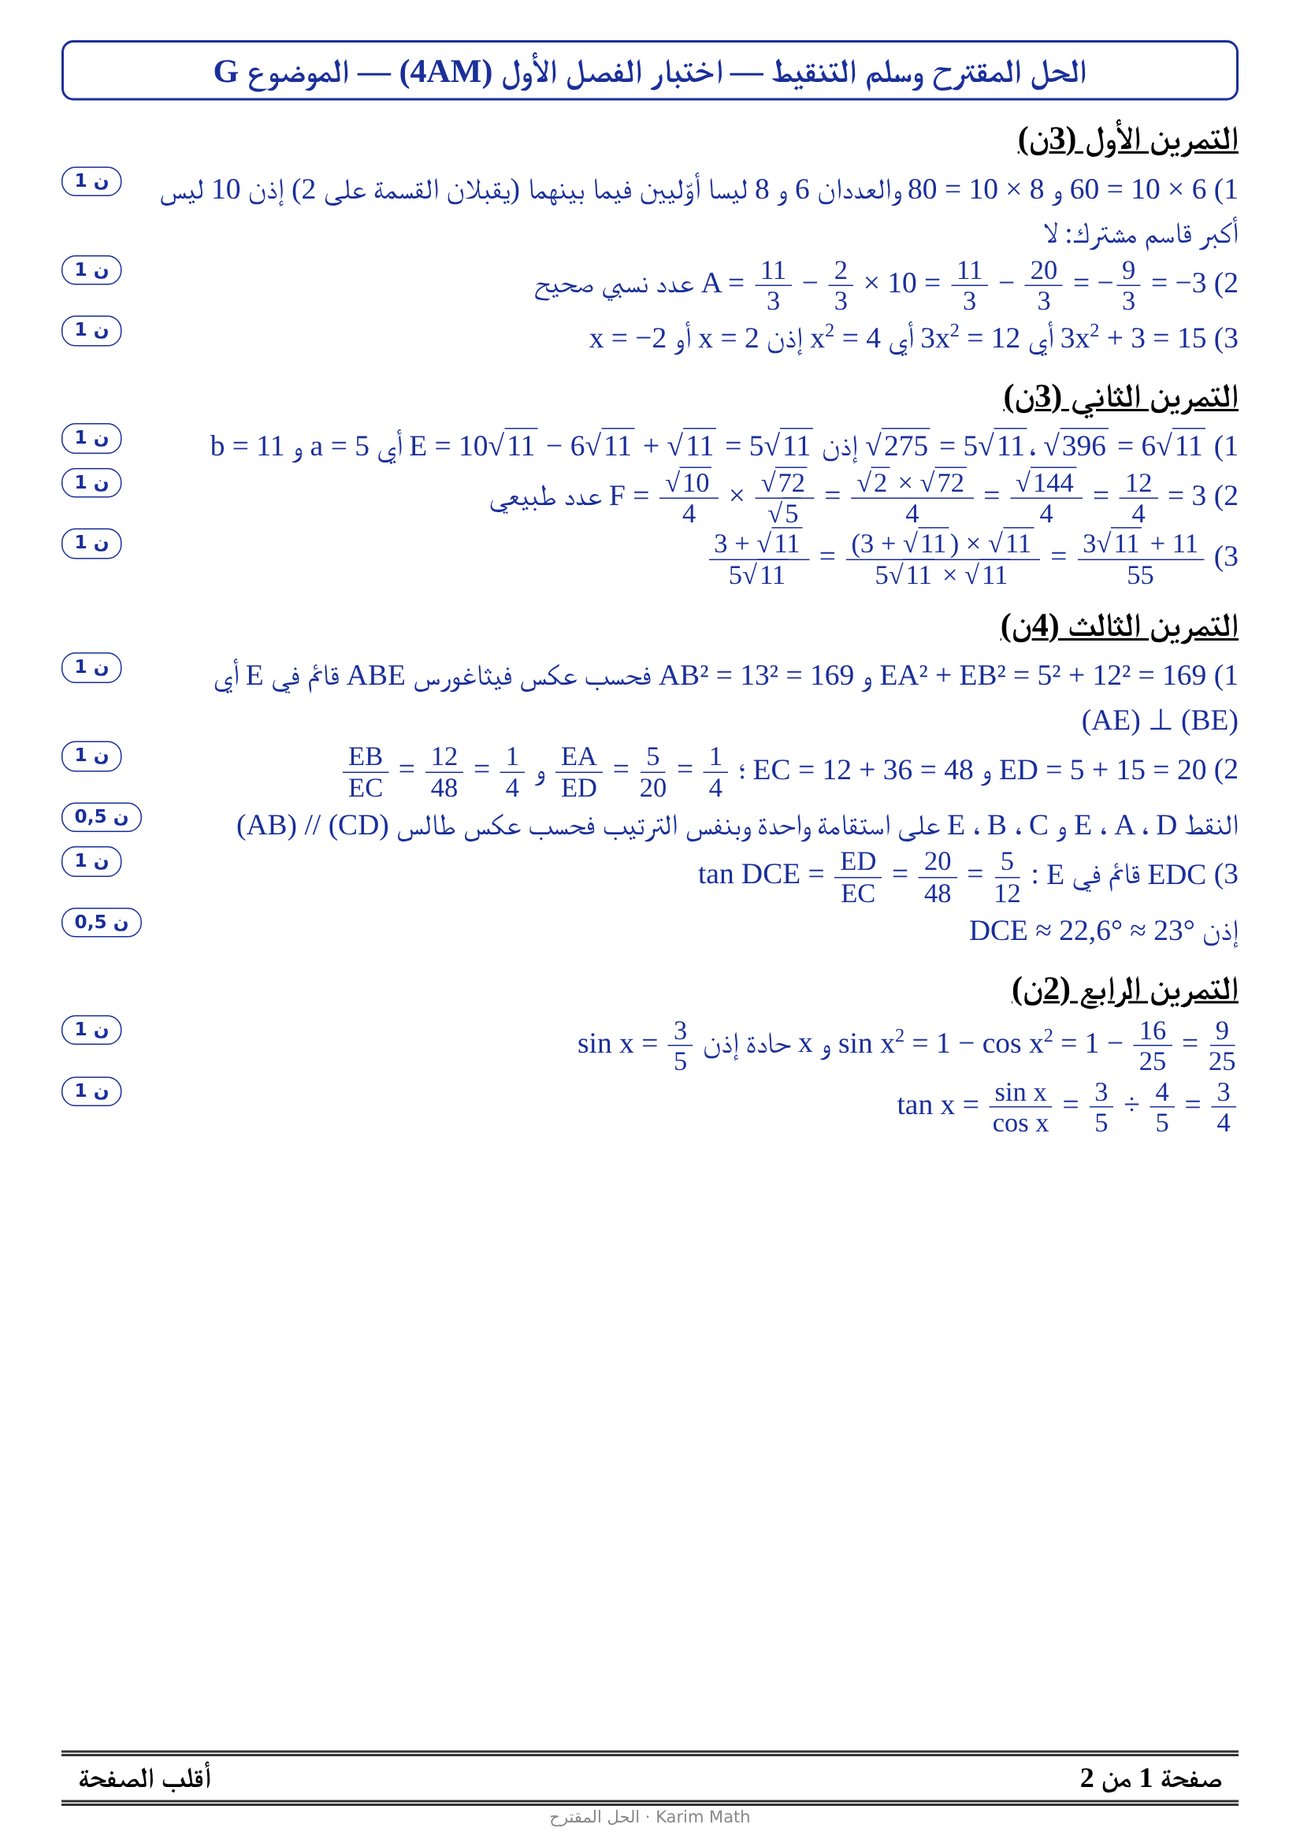 الحل المقترح وسلم التنقيط — اختبار الفصل الأول (4AM) — الموضوع G
التمرين الأول (3ن)
1) 60 = 10 × 6 و 80 = 10 × 8 والعددان 6 و 8 ليسا أوّليين فيما بينهما (يقبلان القسمة على 2) إذن 10 ليس 1 ن
أكبر قاسم مشترك: لا
2) A = 11/3 − 2/3 × 10 = 11/3 − 20/3 = −9/3 = −3 عدد نسبي صحيح 1 ن
3) 3x² + 3 = 15 أي 3x² = 12 أي x² = 4 إذن x = 2 أو x = −2 1 ن
التمرين الثاني (3ن)
1) √396 = 6√11 ، √275 = 5√11 إذن E = 10√11 − 6√11 + √11 = 5√11 أي a = 5 و b = 11 1 ن
2) F = √10/4 × √72/√5 = (√2 × √72)/4 = √144/4 = 12/4 = 3 عدد طبيعي 1 ن
3) (3 + √11)/(5√11) = ((3 + √11) × √11)/(5√11 × √11) = (3√11 + 11)/55 1 ن
التمرين الثالث (4ن)
1) EA² + EB² = 5² + 12² = 169 و AB² = 13² = 169 فحسب عكس فيثاغورس ABE قائم في E أي 1 ن
(AE) ⊥ (BE)
2) ED = 5 + 15 = 20 و EC = 12 + 36 = 48 ؛ EA/ED = 5/20 = 1/4 و EB/EC = 12/48 = 1/4 1 ن
النقط E ، A ، D و E ، B ، C على استقامة واحدة وبنفس الترتيب فحسب عكس طالس (AB) // (CD) 0,5 ن
3) EDC قائم في E : tan DCE = ED/EC = 20/48 = 5/12 1 ن
إذن DCE ≈ 22,6° ≈ 23° 0,5 ن
التمرين الرابع (2ن)
sin x² = 1 − cos x² = 1 − 16/25 = 9/25 و x حادة إذن sin x = 3/5 1 ن
tan x = sin x/cos x = 3/5 ÷ 4/5 = 3/4 1 ن
صفحة 1 من 2
أقلب الصفحة
الحل المقترح · Karim Math